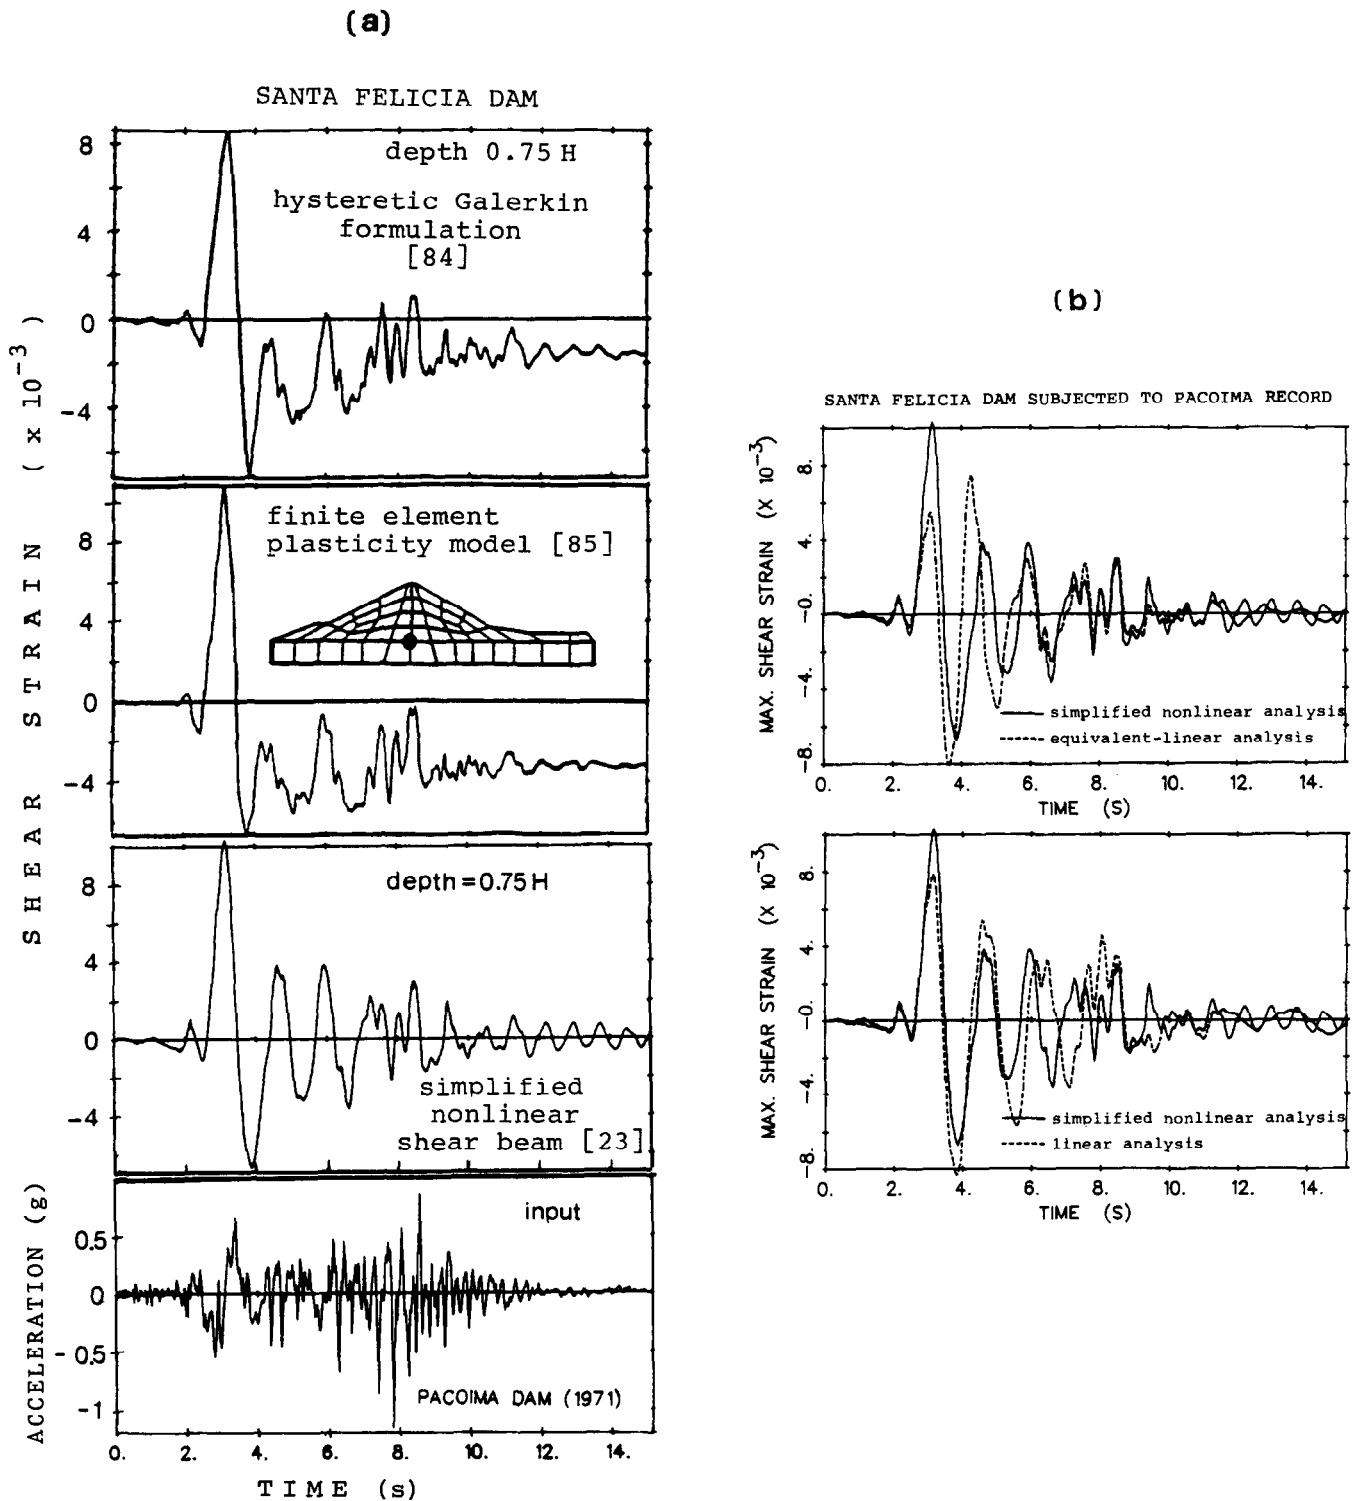 (a)
SANTA FELICIA DAM
8
4
0
-4
depth 0.75 H
hysteretic Galerkin
formulation
[84]
8
4
0
-4
finite element
plasticity model [85]
8
4
0
-4
depth=0.75H
simplified
nonlinear
shear beam [23]
SHEAR STRAIN (x 10⁻³)
0.5
0
-0.5
-1
input
PACOIMA DAM (1971)
ACCELERATION (g)
0. 2. 4. 6. 8. 10. 12. 14.
TIME (s)
(b)
SANTA FELICIA DAM SUBJECTED TO PACOIMA RECORD
MAX. SHEAR STRAIN (X 10⁻³)
8.
4.
-0.
-4.
-8.
simplified nonlinear analysis
equivalent-linear analysis
0. 2. 4. 6. 8. 10. 12. 14.
TIME (S)
MAX. SHEAR STRAIN (X 10⁻³)
8.
4.
-0.
-4.
-8.
simplified nonlinear analysis
linear analysis
0. 2. 4. 6. 8. 10. 12. 14.
TIME (S)